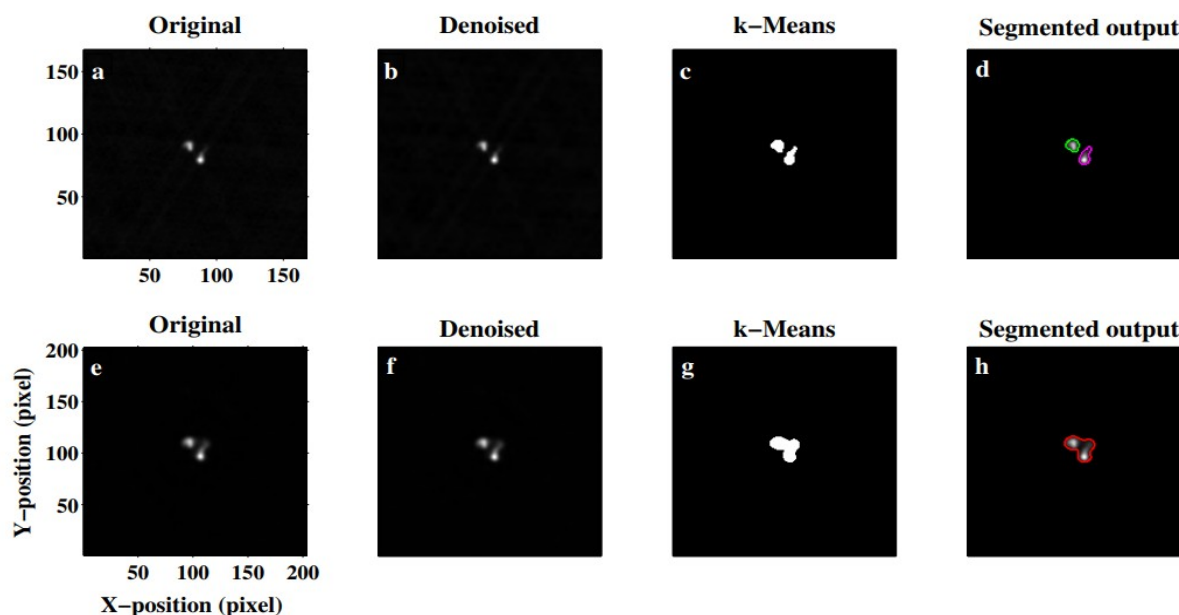 Original Denoised k−Means Segmented output
150
100
50
a b c d
50 100 150
Original Denoised k−Means Segmented output
200
150
100
50
e f g h
Y−position (pixel)
50 100 150 200
X−position (pixel)